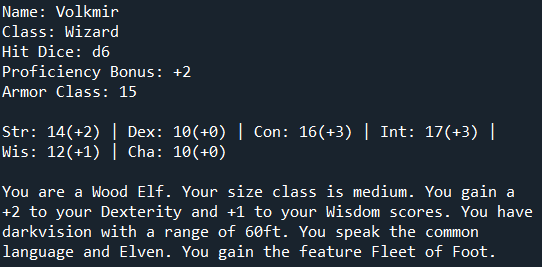 Name: Volkmir
Class: Wizard
Hit Dice: d6
Proficiency Bonus: +2
Armor Class: 15
Str: 14(+2) | Dex: 10(+0) | Con: 16(+3) | Int: 17(+3) |
Wis: 12(+1) | Cha: 10(+0)
You are a Wood Elf. Your size class is medium. You gain a
+2 to your Dexterity and +1 to your Wisdom scores. You have
darkvision with a range of 60ft. You speak the common
language and Elven. You gain the feature Fleet of Foot.